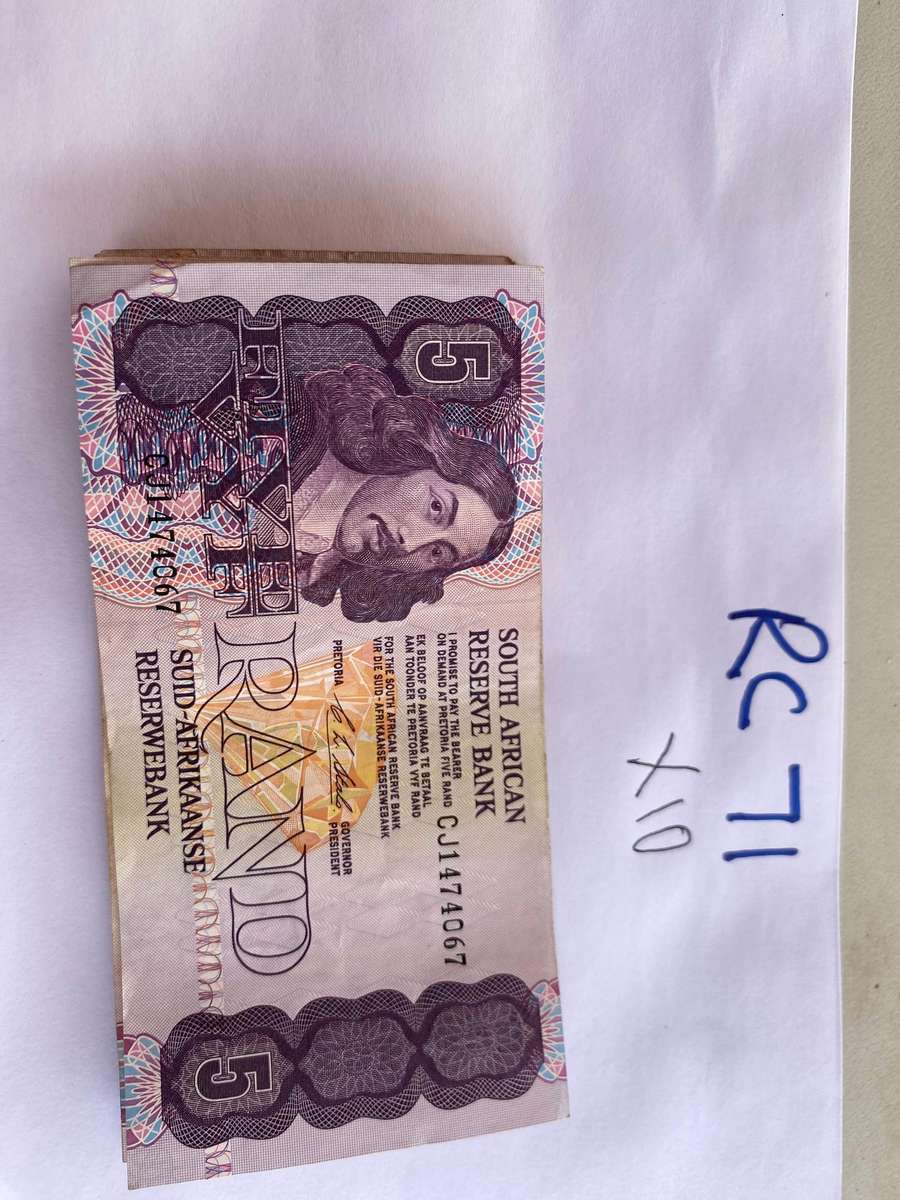 5
SOUTH AFRICAN
RESERVE BANK
I PROMISE TO PAY THE BEARER
ON DEMAND AT PRETORIA FIVE RAND
EK BELOOF OP AANVRAAG TE BETAAL
AAN TOONDER TE PRETORIA VYF RAND
CJ1474067
FOR THE SOUTH AFRICAN RESERVE BANK
VIR DIE SUID-AFRIKAANSE RESERWEBANK
PRETORIA
GOVERNOR
PRESIDENT
FIVE
VYF
RAND
CJ1474067
SUID-AFRIKAANSE
RESERWEBANK
5
RC 71
X10